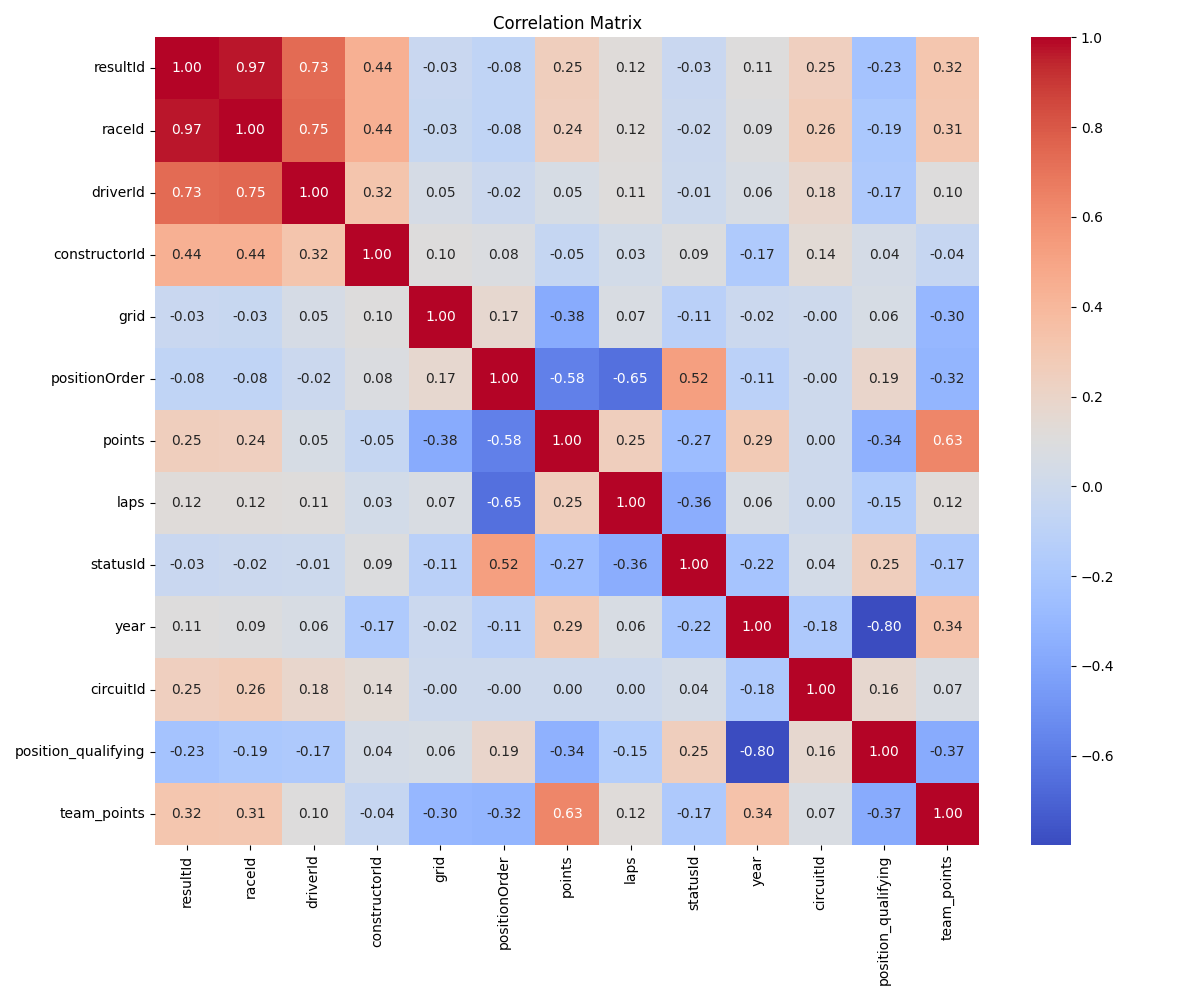 Correlation Matrix
resultId 1.00 0.97 0.73 0.44 -0.03 -0.08 0.25 0.12 -0.03 0.11 0.25 -0.23 0.32
raceId 0.97 1.00 0.75 0.44 -0.03 -0.08 0.24 0.12 -0.02 0.09 0.26 -0.19 0.31
driverId 0.73 0.75 1.00 0.32 0.05 -0.02 0.05 0.11 -0.01 0.06 0.18 -0.17 0.10
constructorId 0.44 0.44 0.32 1.00 0.10 0.08 -0.05 0.03 0.09 -0.17 0.14 0.04 -0.04
grid -0.03 -0.03 0.05 0.10 1.00 0.17 -0.38 0.07 -0.11 -0.02 -0.00 0.06 -0.30
positionOrder -0.08 -0.08 -0.02 0.08 0.17 1.00 -0.58 -0.65 0.52 -0.11 -0.00 0.19 -0.32
points 0.25 0.24 0.05 -0.05 -0.38 -0.58 1.00 0.25 -0.27 0.29 0.00 -0.34 0.63
laps 0.12 0.12 0.11 0.03 0.07 -0.65 0.25 1.00 -0.36 0.06 0.00 -0.15 0.12
statusId -0.03 -0.02 -0.01 0.09 -0.11 0.52 -0.27 -0.36 1.00 -0.22 0.04 0.25 -0.17
year 0.11 0.09 0.06 -0.17 -0.02 -0.11 0.29 0.06 -0.22 1.00 -0.18 -0.80 0.34
circuitId 0.25 0.26 0.18 0.14 -0.00 -0.00 0.00 0.00 0.04 -0.18 1.00 0.16 0.07
position_qualifying -0.23 -0.19 -0.17 0.04 0.06 0.19 -0.34 -0.15 0.25 -0.80 0.16 1.00 -0.37
team_points 0.32 0.31 0.10 -0.04 -0.30 -0.32 0.63 0.12 -0.17 0.34 0.07 -0.37 1.00
resultId raceId driverId constructorId grid positionOrder points laps statusId year circuitId position_qualifying team_points
1.0
0.8
0.6
0.4
0.2
0.0
−0.2
−0.4
−0.6